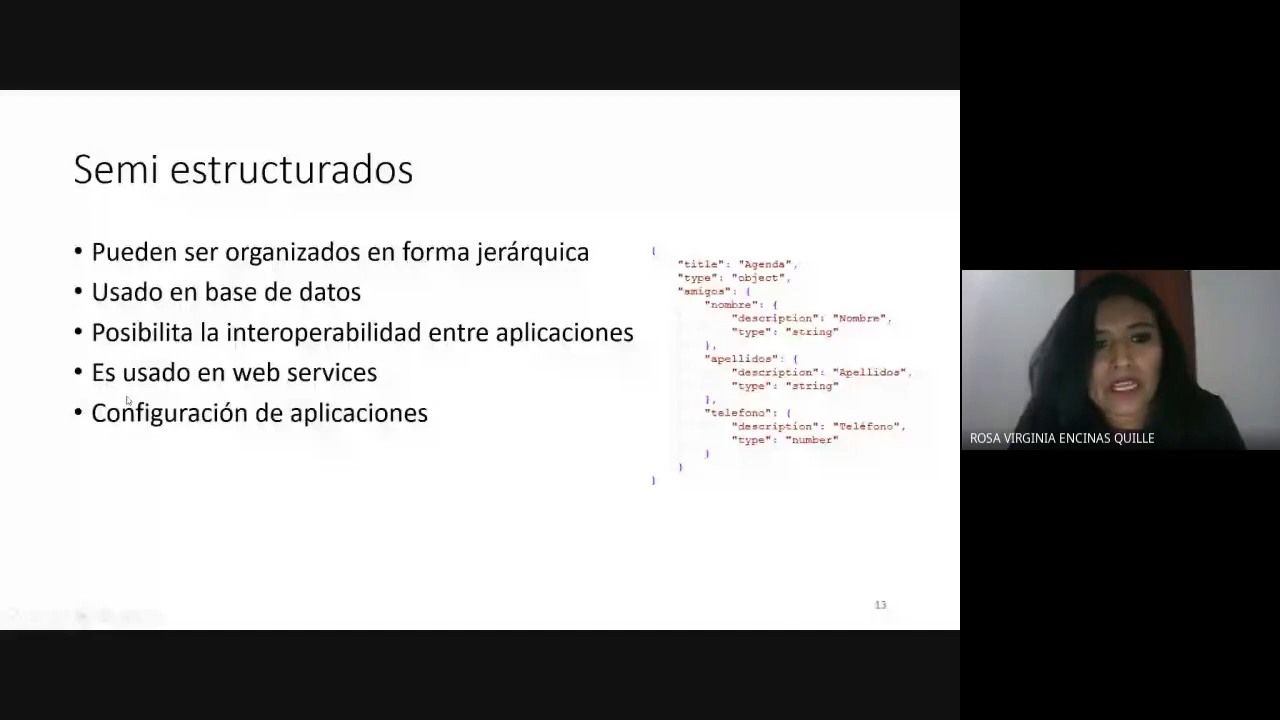 Semi estructurados
• Pueden ser organizados en forma jerárquica
• Usado en base de datos
• Posibilita la interoperabilidad entre aplicaciones
• Es usado en web services
• Configuración de aplicaciones
{
"title": "Agenda",
"type": "object",
"amigos": {
"nombre": {
"description": "Nombre",
"type": "string"
},
"apellidos": {
"description": "Apellidos",
"type": "string"
},
"telefono": {
"description": "Teléfono",
"type": "number"
}
}
}
13
ROSA VIRGINIA ENCINAS QUILLE